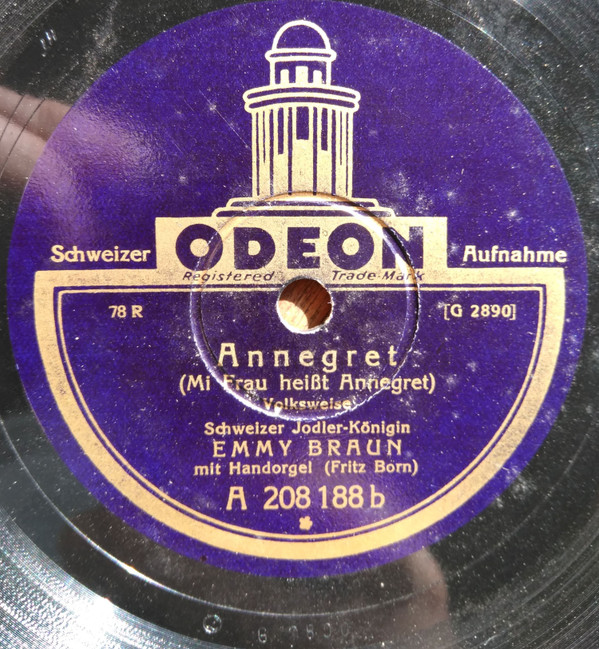 ODEON
Schweizer Aufnahme
Registered Trade-Mark
78 R [G 2890]
Annegret
(Mi Frau heißt Annegret)
Volksweise
Schweizer Jodler-Königin
EMMY BRAUN
mit Handorgel (Fritz Born)
A 208 188 b